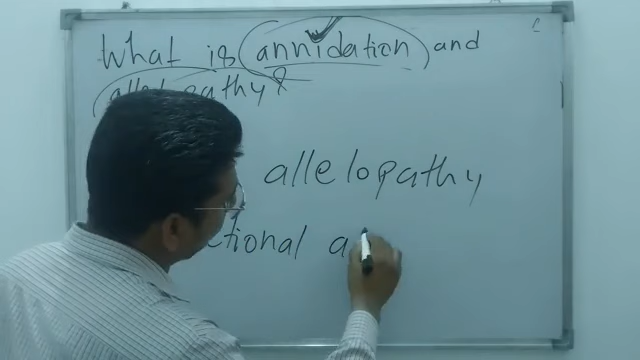 What is annidation and
allelopathy?
allelopathy
ctional a